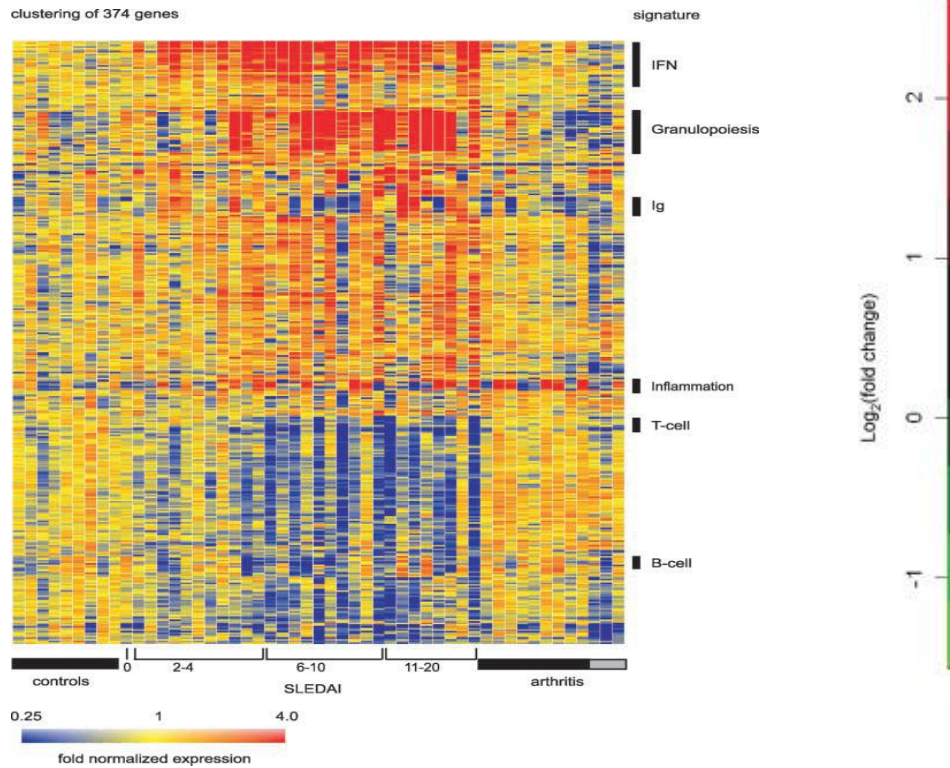 clustering of 374 genes
signature
IFN
Granulopoiesis
Ig
Inflammation
T-cell
B-cell
0
2-4
6-10
11-20
controls
SLEDAI
arthritis
0.25
1
4.0
fold normalized expression
2
1
0
-1
Log₂(fold change)